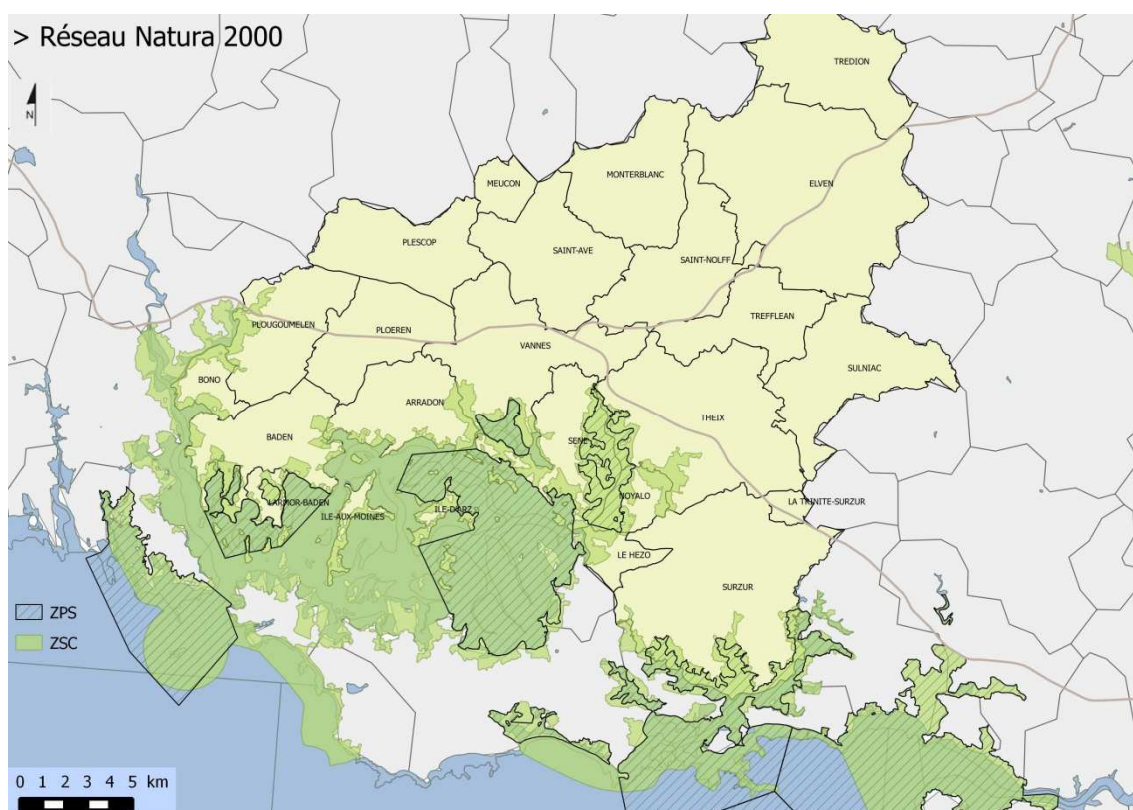 > Réseau Natura 2000
N
TREDION
MONTERBLANC
MEUCON
ELVEN
PLESCOP
SAINT-AVE
SAINT-NOLFF
TREFFLEAN
PLOUGOUMELEN
PLOEREN
VANNES
SULNIAC
BONO
ARRADON
THEIX
BADEN
SENE
LARMOR-BADEN
ILE-AUX-MOINES
ILE-D'ARZ
NOYALO
LA TRINITE-SURZUR
LE HEZO
SURZUR
ZPS
ZSC
0 1 2 3 4 5 km